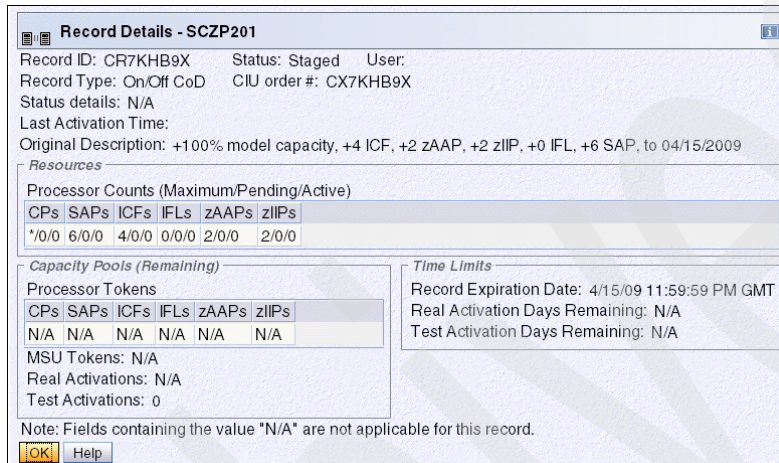 Record Details - SCZP201
Record ID: CR7KHB9X Status: Staged User:
Record Type: On/Off CoD CIU order #: CX7KHB9X
Status details: N/A
Last Activation Time:
Original Description: +100% model capacity, +4 ICF, +2 zAAP, +2 zIIP, +0 IFL, +6 SAP, to 04/15/2009
Resources
Processor Counts (Maximum/Pending/Active)
CPs SAPs ICFs IFLs zAAPs zIIPs
*/0/0 6/0/0 4/0/0 0/0/0 2/0/0 2/0/0
Capacity Pools (Remaining)
Processor Tokens
CPs SAPs ICFs IFLs zAAPs zIIPs
N/A N/A N/A N/A N/A N/A
MSU Tokens: N/A
Real Activations: N/A
Test Activations: 0
Time Limits
Record Expiration Date: 4/15/09 11:59:59 PM GMT
Real Activation Days Remaining: N/A
Test Activation Days Remaining: N/A
Note: Fields containing the value "N/A" are not applicable for this record.
OK Help